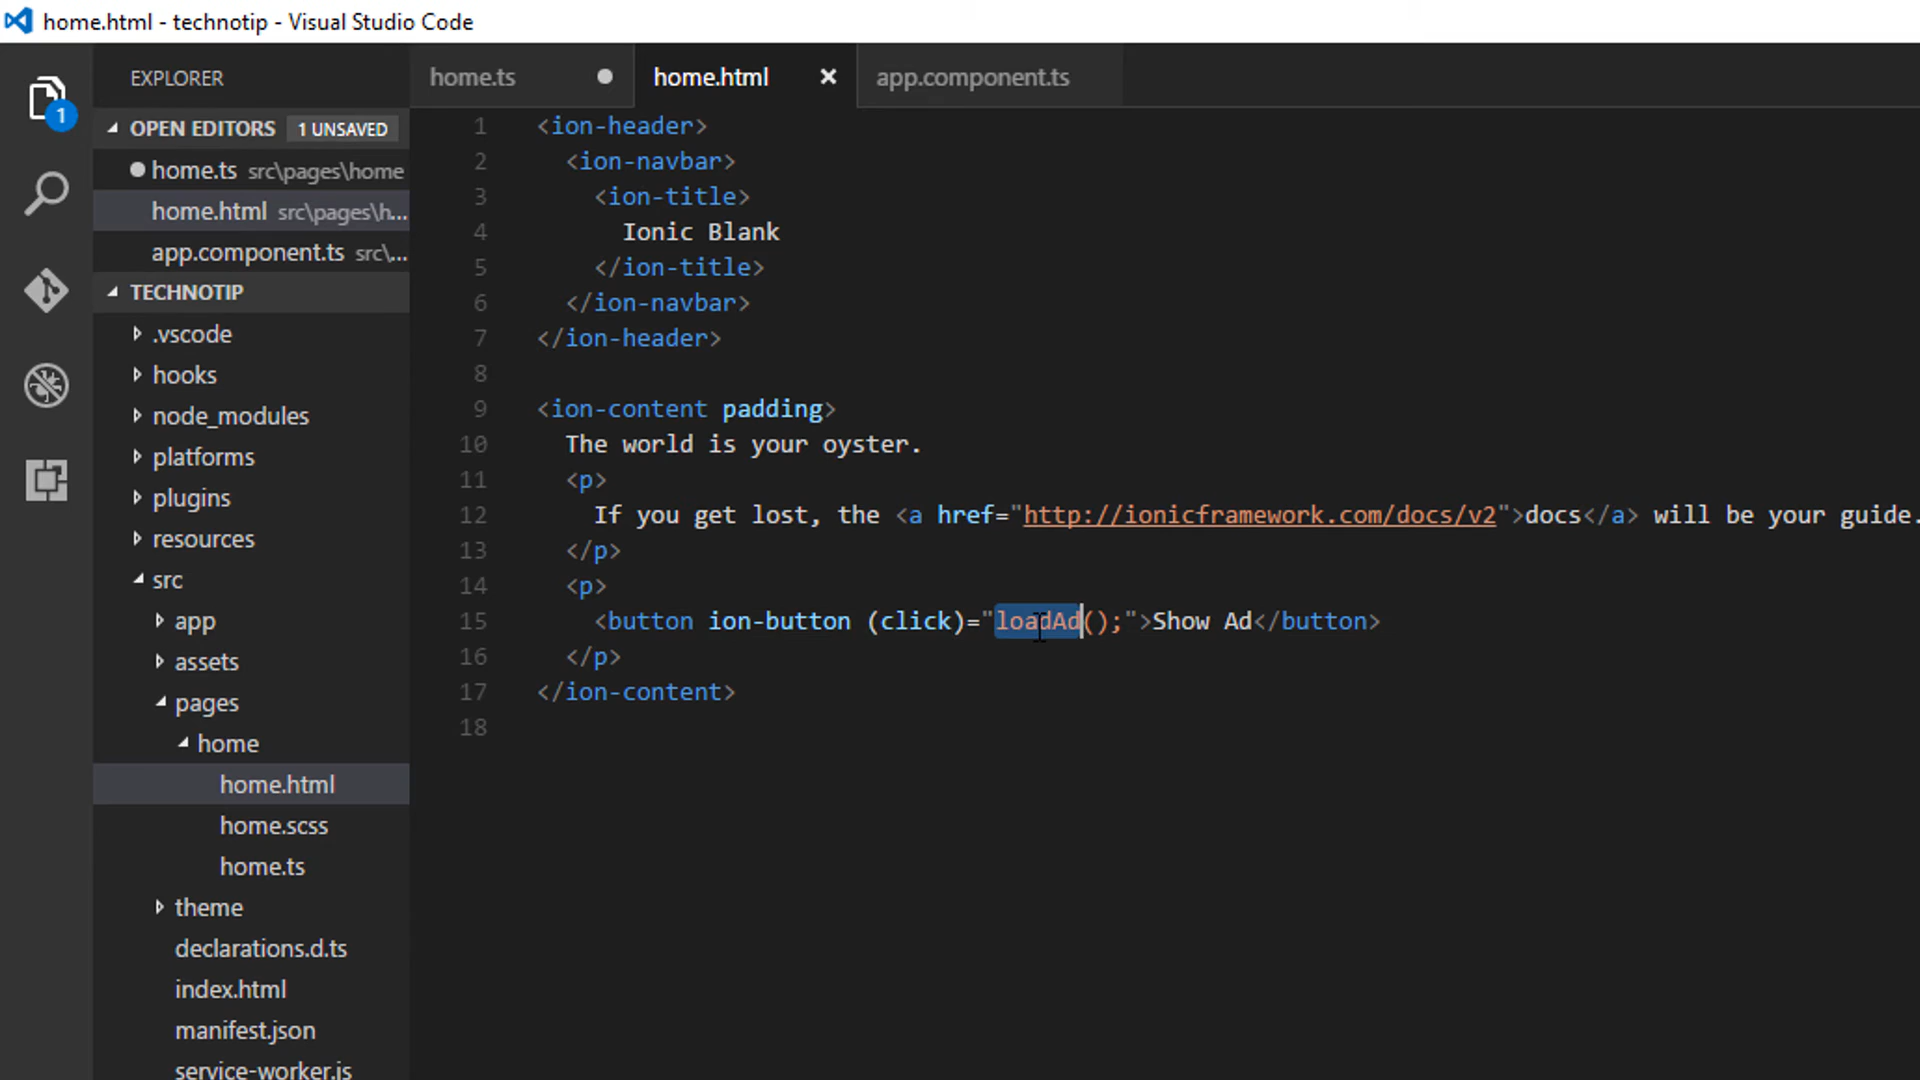 home.html - technotip - Visual Studio Code
EXPLORER
home.ts
home.html
app.component.ts
1
OPEN EDITORS 1 UNSAVED
home.ts src\pages\home
home.html src\pages\h...
app.component.ts src\...
TECHNOTIP
.vscode
hooks
node_modules
platforms
plugins
resources
src
app
assets
pages
home
home.html
home.scss
home.ts
theme
declarations.d.ts
index.html
manifest.json
service-worker.js
1 <ion-header>
2 <ion-navbar>
3 <ion-title>
4 Ionic Blank
5 </ion-title>
6 </ion-navbar>
7 </ion-header>
8
9 <ion-content padding>
10 The world is your oyster.
11 <p>
12 If you get lost, the <a href="http://ionicframework.com/docs/v2">docs</a> will be your guide.
13 </p>
14 <p>
15 <button ion-button (click)="loadAd();">Show Ad</button>
16 </p>
17 </ion-content>
18